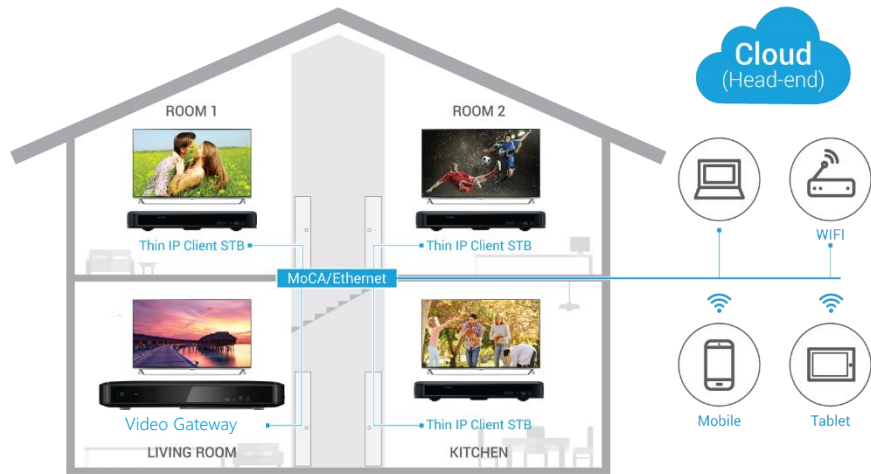 Cloud
(Head-end)
ROOM 1
ROOM 2
Thin IP Client STB
Thin IP Client STB
WIFI
MoCA/Ethernet
Video Gateway
Thin IP Client STB
Mobile
Tablet
LIVING ROOM
KITCHEN